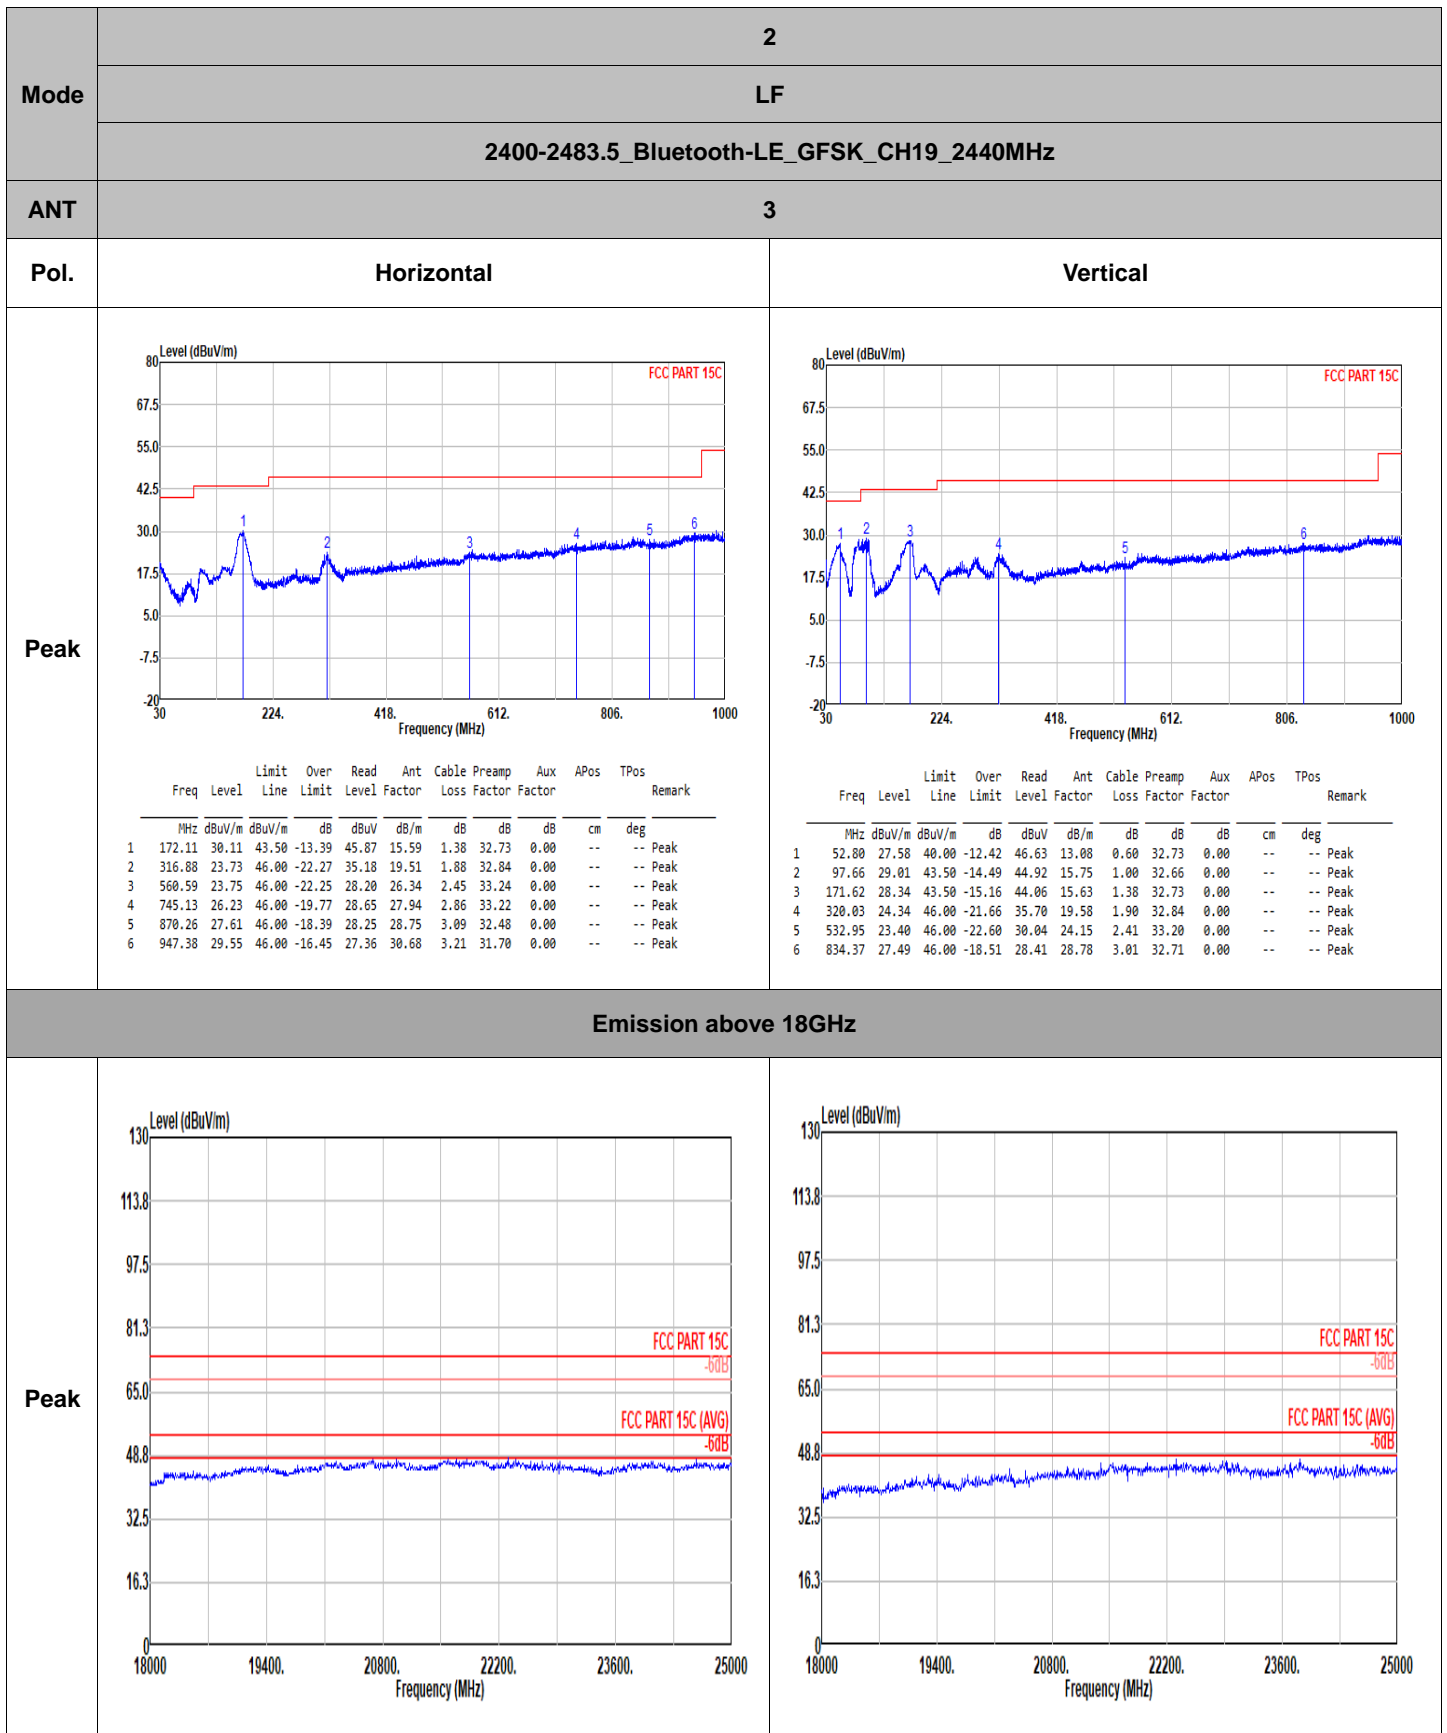 Mode
2
LF
2400-2483.5_Bluetooth-LE_GFSK_CH19_2440MHz
ANT
3
Pol.
Horizontal
Vertical
Peak
Level (dBuV/m)
FCC PART 15C
80
67.5
55.0
42.5
30.0
17.5
5.0
-7.5
-20
1
2
3
4
5
6
30
224.
418.
612.
806.
1000
Frequency (MHz)
Limit Over Read Ant Cable Preamp Aux APos TPos
Freq Level Line Limit Level Factor Loss Factor Factor Remark
MHz dBuV/m dBuV/m dB dBuV dB/m dB dB dB cm deg
1 172.11 30.11 43.50 -13.39 45.87 15.59 1.38 32.73 0.00 -- -- Peak
2 316.88 23.73 46.00 -22.27 35.18 19.51 1.88 32.84 0.00 -- -- Peak
3 560.59 23.75 46.00 -22.25 28.20 26.34 2.45 33.24 0.00 -- -- Peak
4 745.13 26.23 46.00 -19.77 28.65 27.94 2.86 33.22 0.00 -- -- Peak
5 870.26 27.61 46.00 -18.39 28.25 28.75 3.09 32.48 0.00 -- -- Peak
6 947.38 29.55 46.00 -16.45 27.36 30.68 3.21 31.70 0.00 -- -- Peak
Level (dBuV/m)
FCC PART 15C
80
67.5
55.0
42.5
30.0
17.5
5.0
-7.5
-20
1
2
3
4
5
6
30
224.
418.
612.
806.
1000
Frequency (MHz)
Limit Over Read Ant Cable Preamp Aux APos TPos
Freq Level Line Limit Level Factor Loss Factor Factor Remark
MHz dBuV/m dBuV/m dB dBuV dB/m dB dB dB cm deg
1 52.80 27.58 40.00 -12.42 46.63 13.08 0.60 32.73 0.00 -- -- Peak
2 97.66 29.01 43.50 -14.49 44.92 15.75 1.00 32.66 0.00 -- -- Peak
3 171.62 28.34 43.50 -15.16 44.06 15.63 1.38 32.73 0.00 -- -- Peak
4 320.03 24.34 46.00 -21.66 35.70 19.58 1.90 32.84 0.00 -- -- Peak
5 532.95 23.40 46.00 -22.60 30.04 24.15 2.41 33.20 0.00 -- -- Peak
6 834.37 27.49 46.00 -18.51 28.41 28.78 3.01 32.71 0.00 -- -- Peak
Emission above 18GHz
Peak
Level (dBuV/m)
130
113.8
97.5
81.3
65.0
48.8
32.5
16.3
0
FCC PART 15C
-6dB
FCC PART 15C (AVG)
-6dB
18000
19400.
20800.
22200.
23600.
25000
Frequency (MHz)
Level (dBuV/m)
130
113.8
97.5
81.3
65.0
48.8
32.5
16.3
0
FCC PART 15C
-6dB
FCC PART 15C (AVG)
-6dB
18000
19400.
20800.
22200.
23600.
25000
Frequency (MHz)